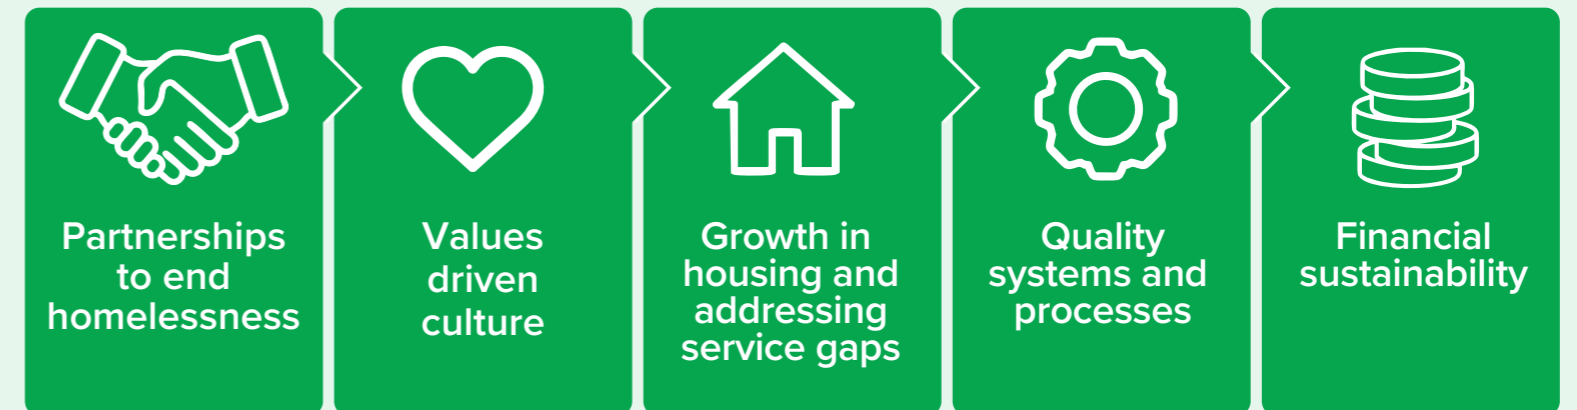 Partnerships
to end
homelessness
Values
driven
culture
Growth in
housing and
addressing
service gaps
Quality
systems and
processes
Financial
sustainability